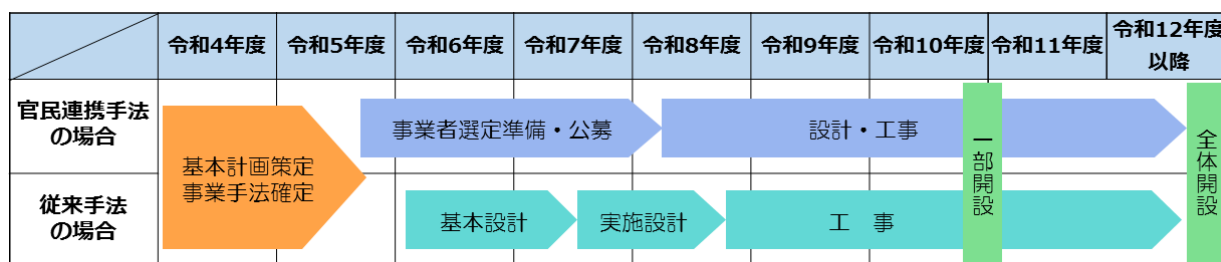 令和4年度 令和5年度 令和6年度 令和7年度 令和8年度 令和9年度 令和10年度 令和11年度 令和12年度
以降
官民連携手法
の場合
基本計画策定
事業手法確定
事業者選定準備・公募
設計・工事
従来手法
の場合
基本設計
実施設計
工 事
一部開設
全体開設